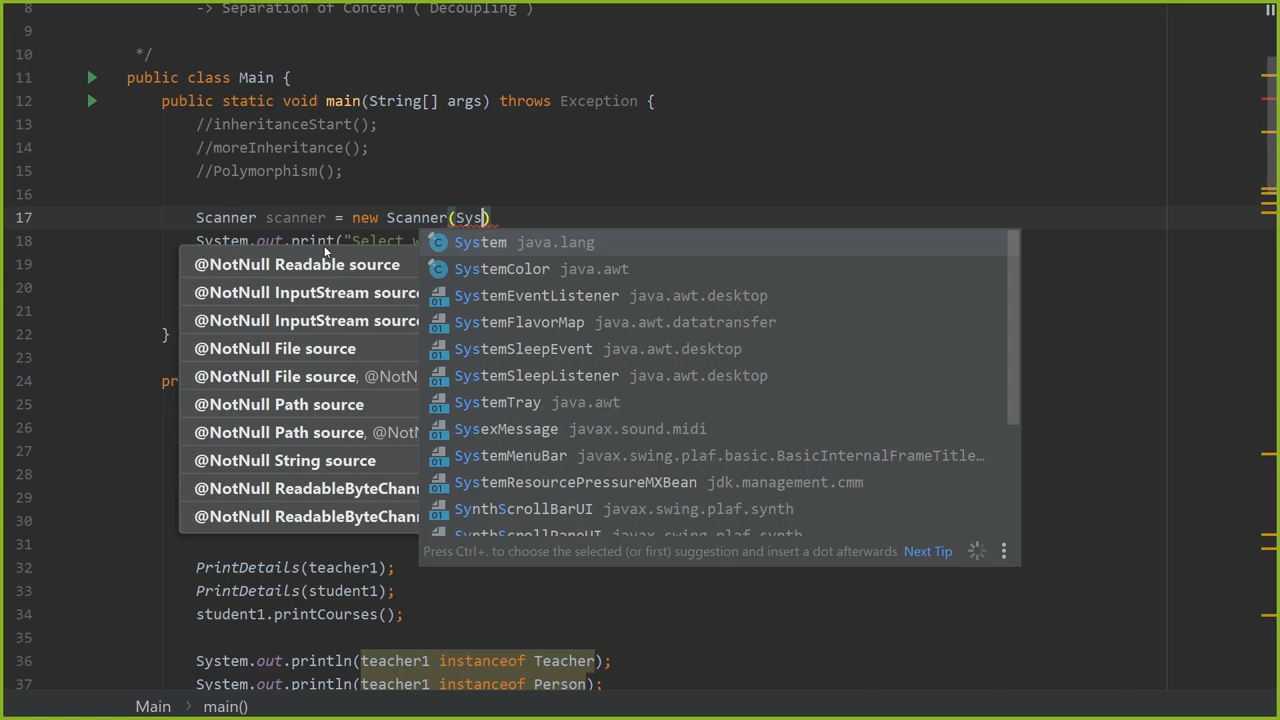 8 -> Separation of Concern ( Decoupling )
9
10 */
11 public class Main {
12 public static void main(String[] args) throws Exception {
13 //inheritanceStart();
14 //moreInheritance();
15 //Polymorphism();
16
17 Scanner scanner = new Scanner(Sys)
18 System.out.print("Select w
System java.lang
19
@NotNull Readable source
SystemColor java.awt
20
@NotNull InputStream source
SystemEventListener java.awt.desktop
21
@NotNull InputStream source
SystemFlavorMap java.awt.datatransfer
22 }
@NotNull File source
SystemSleepEvent java.awt.desktop
23
@NotNull File source, @NotN
SystemSleepListener java.awt.desktop
24 pr
@NotNull Path source
SystemTray java.awt
25
@NotNull Path source, @NotN
SysexMessage javax.sound.midi
26
@NotNull String source
SystemMenuBar javax.swing.plaf.basic.BasicInternalFrameTitle…
27
@NotNull ReadableByteChann
SystemResourcePressureMXBean jdk.management.cmm
28
@NotNull ReadableByteChann
SynthScrollBarUI javax.swing.plaf.synth
29
SynthScrollPaneUI javax.swing.plaf.synth
30
Press Ctrl+. to choose the selected (or first) suggestion and insert a dot afterwards Next Tip
31
32 PrintDetails(teacher1);
33 PrintDetails(student1);
34 student1.printCourses();
35
36 System.out.println(teacher1 instanceof Teacher);
37 System.out.println(teacher1 instanceof Person);
Main > main()